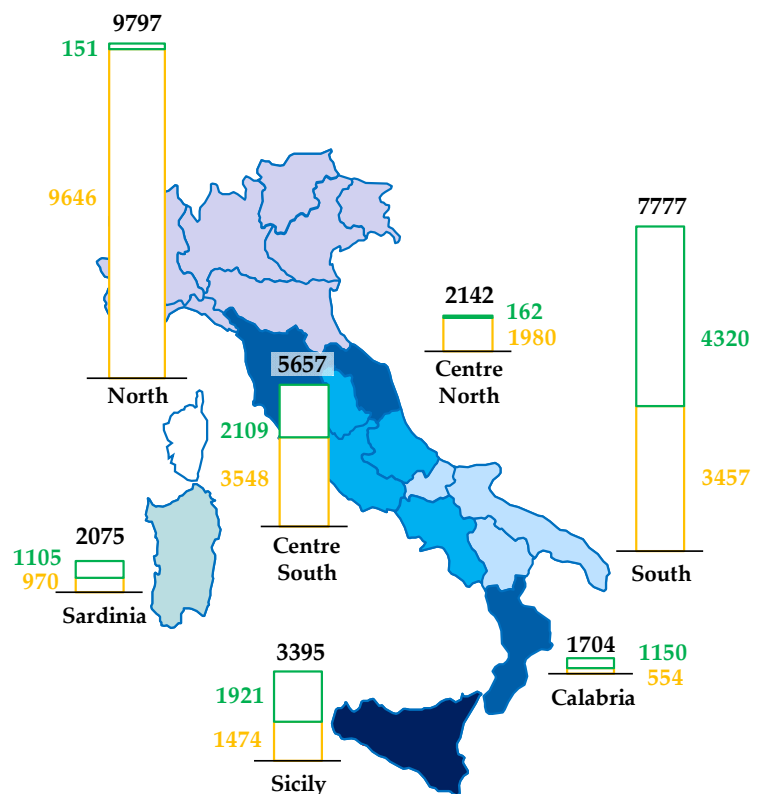 9797
151
9646
North
7777
4320
3457
South
2142
162
1980
Centre
North
5657
2109
3548
Centre
South
2075
1105
970
Sardinia
1704
1150
554
Calabria
3395
1921
1474
Sicily